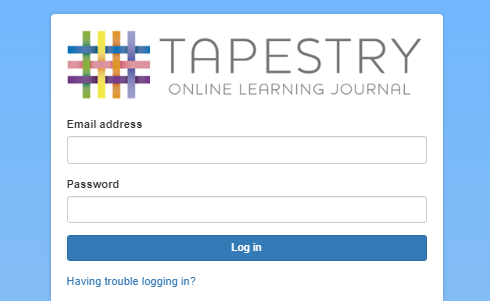 TAPESTRY
ONLINE LEARNING JOURNAL
Email address
Password
Log in
Having trouble logging in?